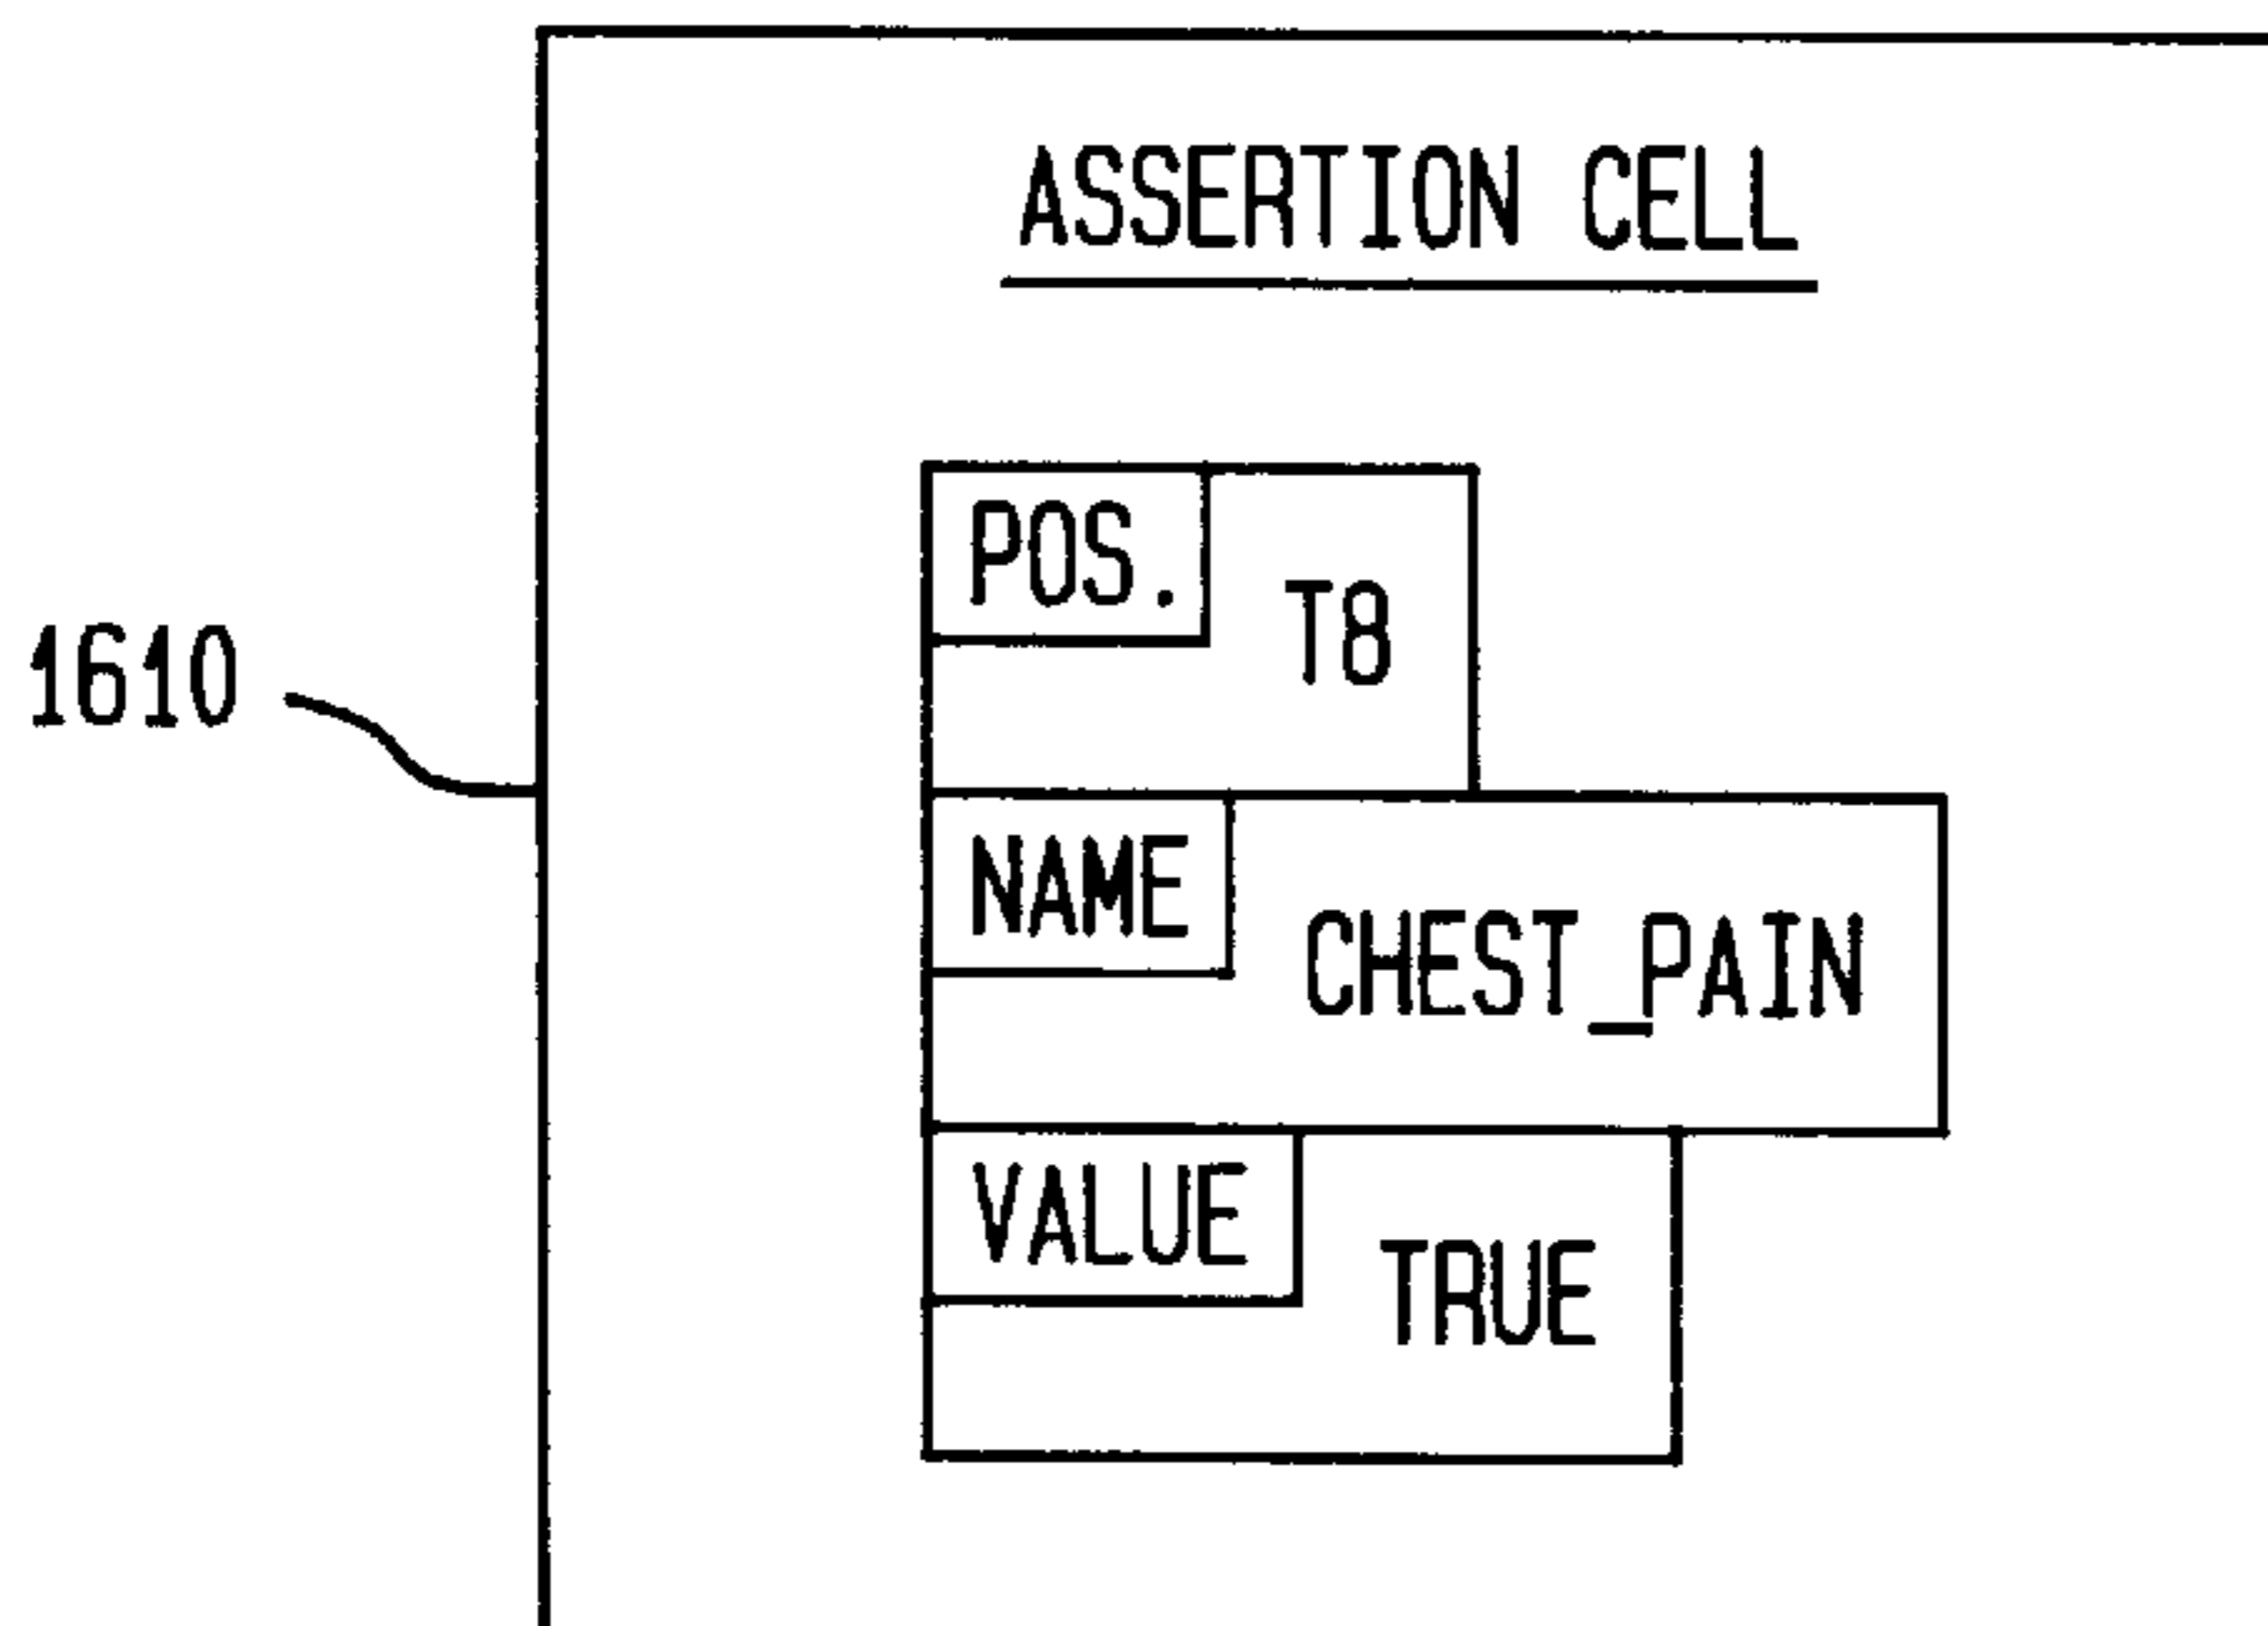 ASSERTION CELL
POS.
T8
1610
NAME
CHEST_PAIN
VALUE
TRUE